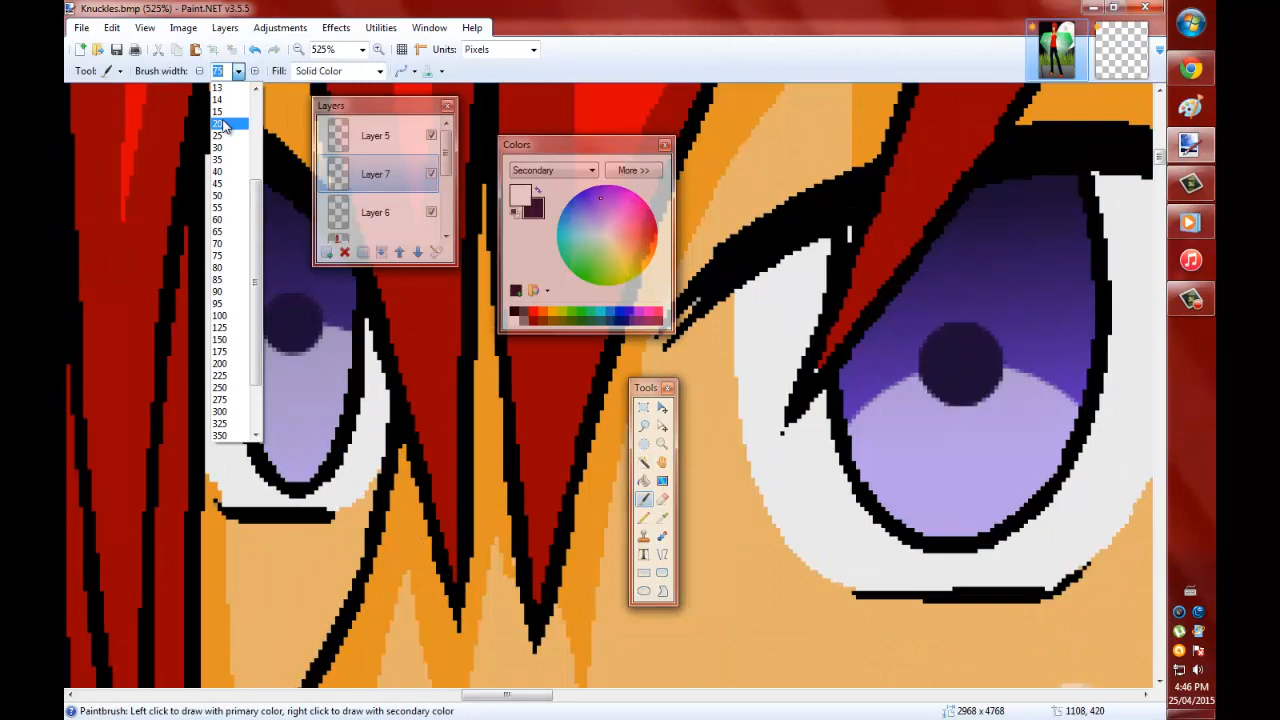 Knuckles.bmp (525%) - Paint.NET v3.5.5
File Edit View Image Layers Adjustments Effects Utilities Window Help
525% Units: Pixels
Tool: Brush width: 75 Fill: Solid Color
13
14
15
20
25
30
35
40
45
50
55
60
65
70
75
80
85
90
95
100
125
150
175
200
225
250
275
300
325
350
Layers
Layer 5
Layer 7
Layer 6
Colors
Secondary More >>
Tools
Paintbrush: Left click to draw with primary color, right click to draw with secondary color
2968 x 4768
1108, 420
4:46 PM
25/04/2015